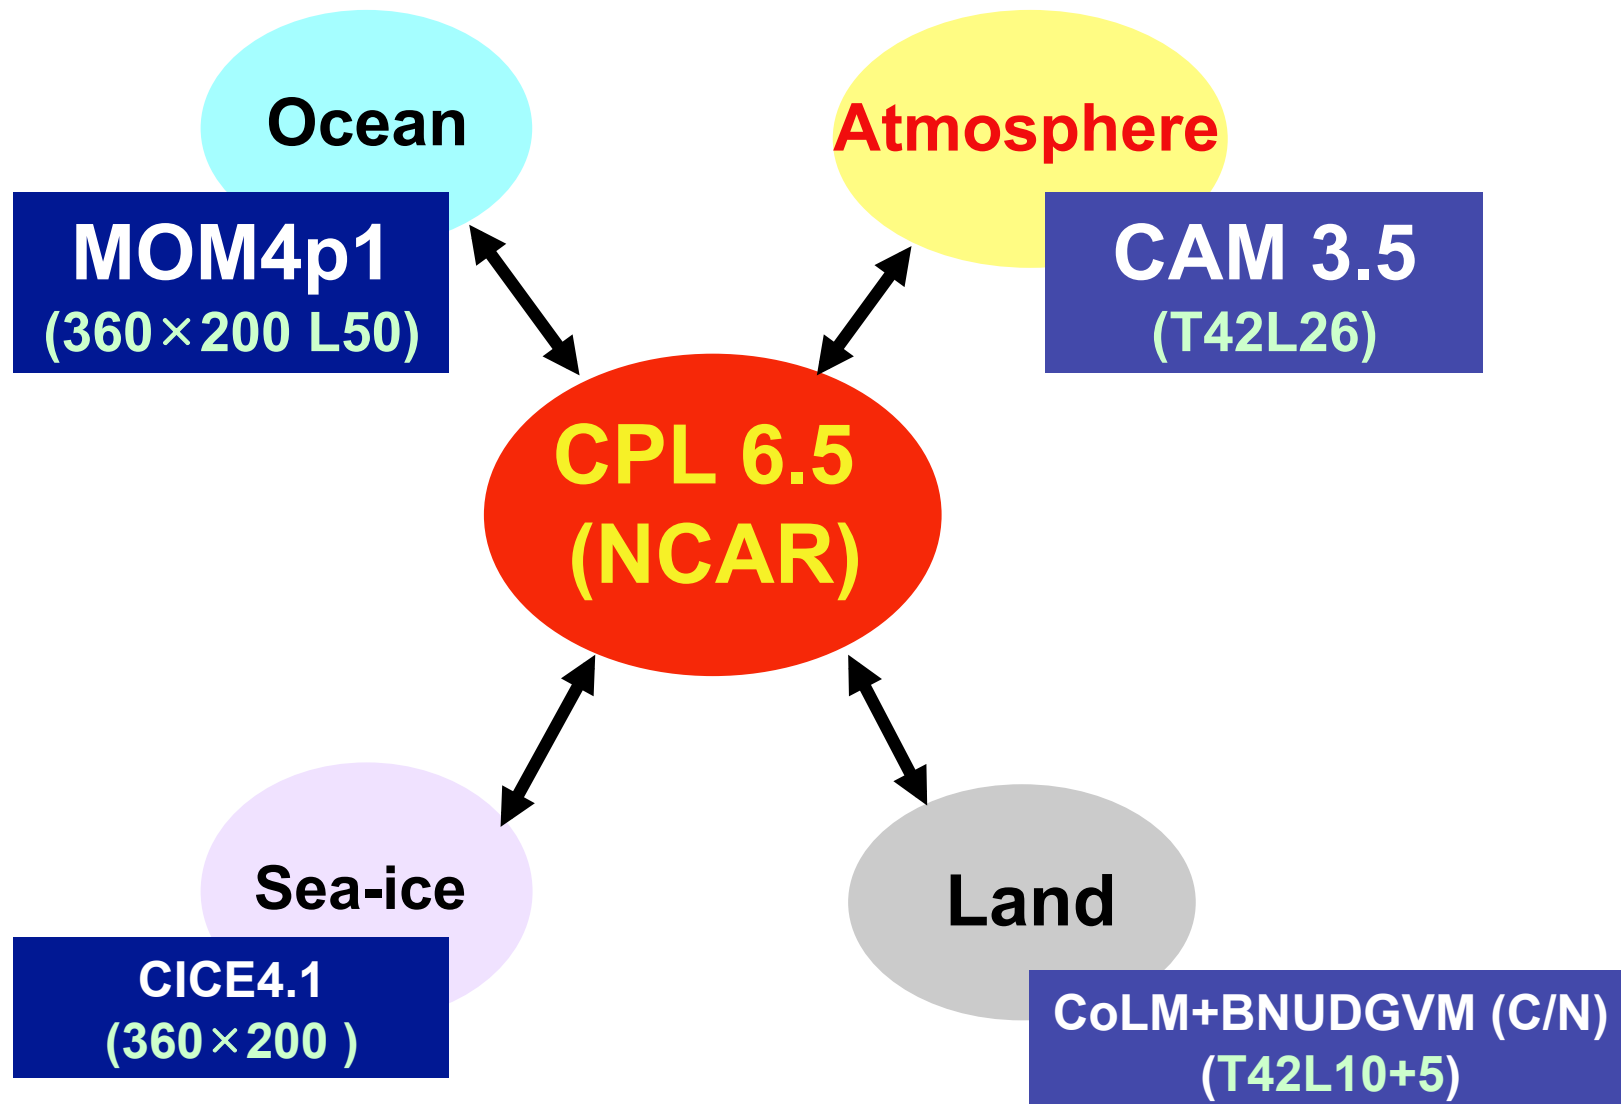 Ocean
MOM4p1
(360×200 L50)
Atmosphere
CAM 3.5
(T42L26)
CPL 6.5
(NCAR)
Sea-ice
CICE4.1
(360×200 )
Land
CoLM+BNUDGVM (C/N)
(T42L10+5)